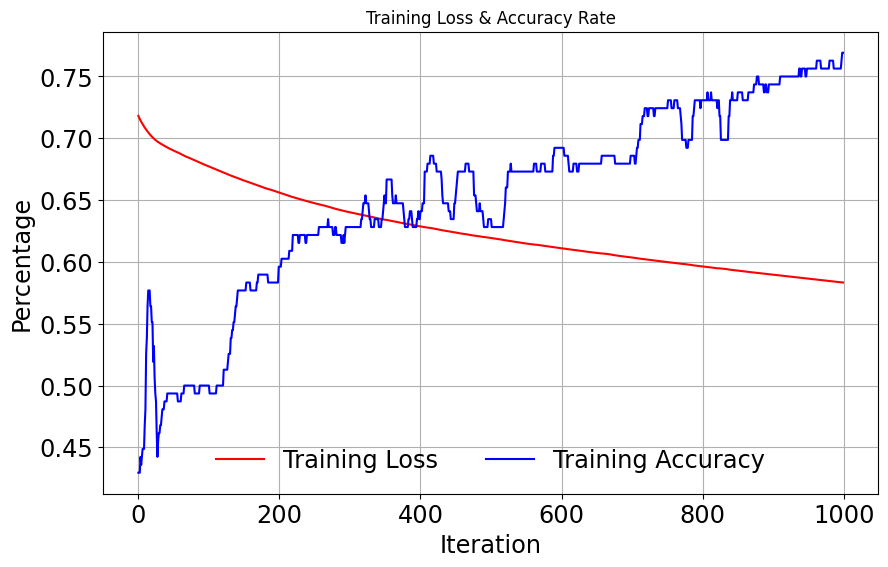 Training Loss & Accuracy Rate
Percentage
0.75
0.70
0.65
0.60
0.55
0.50
0.45
Training Loss
Training Accuracy
0
200
400
600
800
1000
Iteration